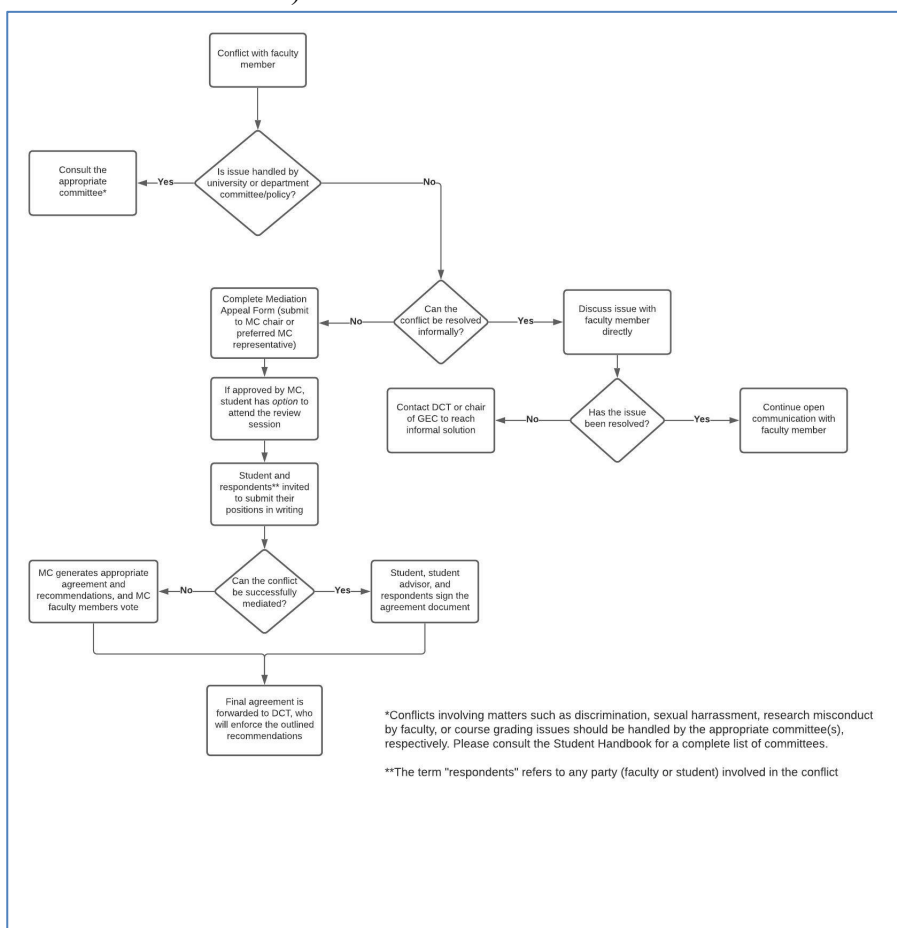 )
Conflict with faculty
member
Is issue handled by
university or department
committee/policy?
Yes
No
Consult the
appropriate
committee*
Can the
conflict be resolved
informally?
No
Yes
Complete Mediation
Appeal Form (submit
to MC chair or
preferred MC
representative)
Discuss issue with
faculty member
directly
If approved by MC,
student has option to
attend the review
session
Has the issue
been resolved?
No
Yes
Contact DCT or chair
of GEC to reach
informal solution
Continue open
communication with
faculty member
Student and
respondents** invited
to submit their
positions in writing
Can the conflict
be successfully
mediated?
No
Yes
MC generates appropriate
agreement and
recommendations, and MC
faculty members vote
Student, student
advisor, and
respondents sign the
agreement document
Final agreement is
forwarded to DCT, who
will enforce the outlined
recommendations
*Conflicts involving matters such as discrimination, sexual harrassment, research misconduct
by faculty, or course grading issues should be handled by the appropriate committee(s),
respectively. Please consult the Student Handbook for a complete list of committees.
**The term "respondents" refers to any party (faculty or student) involved in the conflict